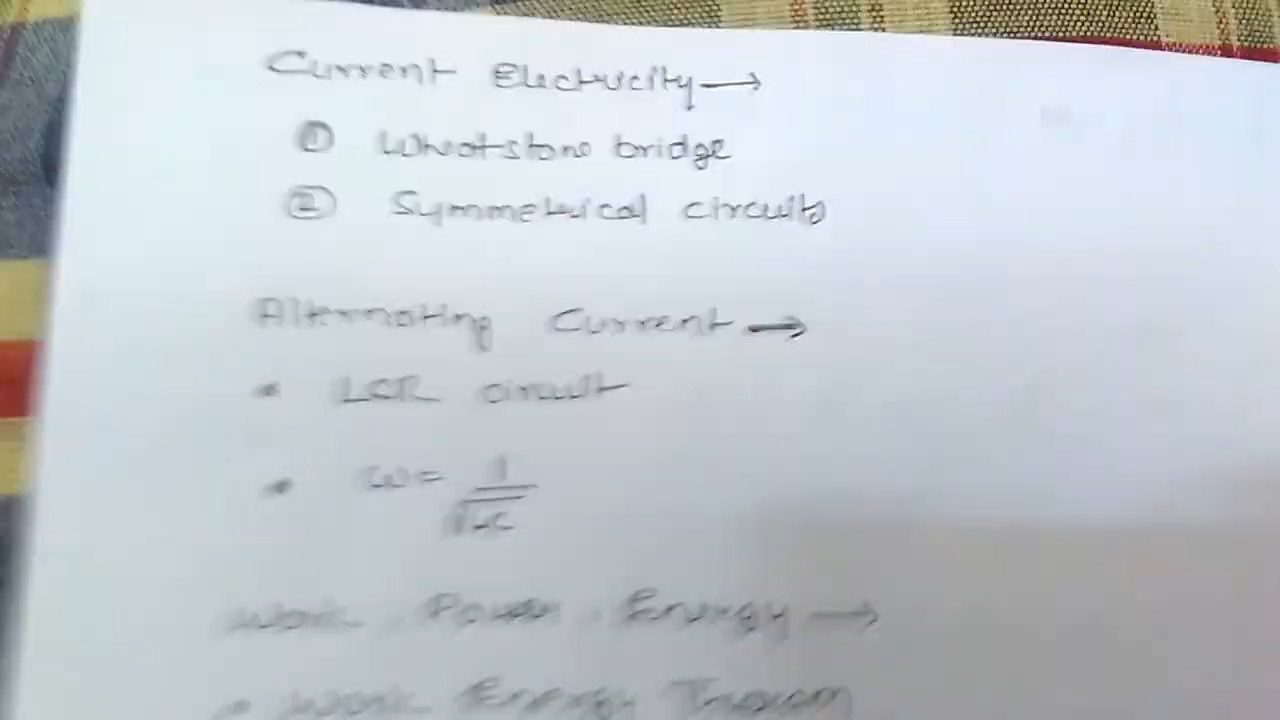 Current Electricity →
① Wheatstone bridge
② Symmetrical circuits
Alternating Current →
• LCR circuit
• ω = 1/√LC
Work, Power, Energy →
• Work Energy Theorem